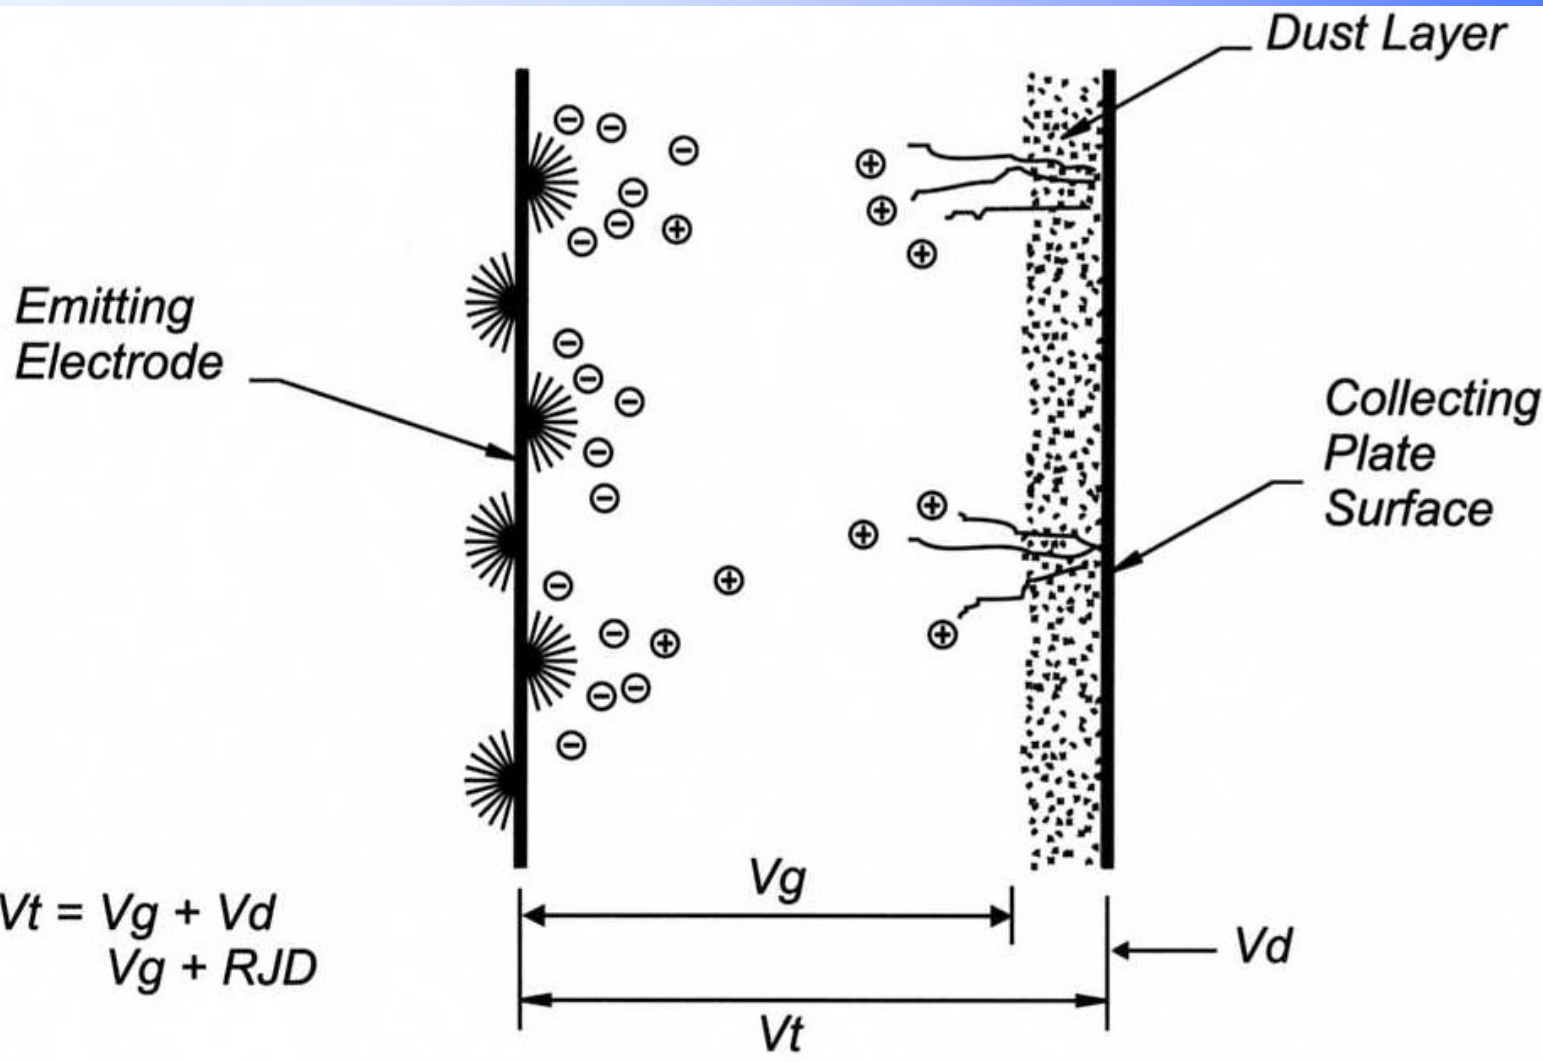 Dust Layer
Emitting
Electrode
Collecting
Plate
Surface
Vg
Vt = Vg + Vd
Vg + RJD
Vd
Vt